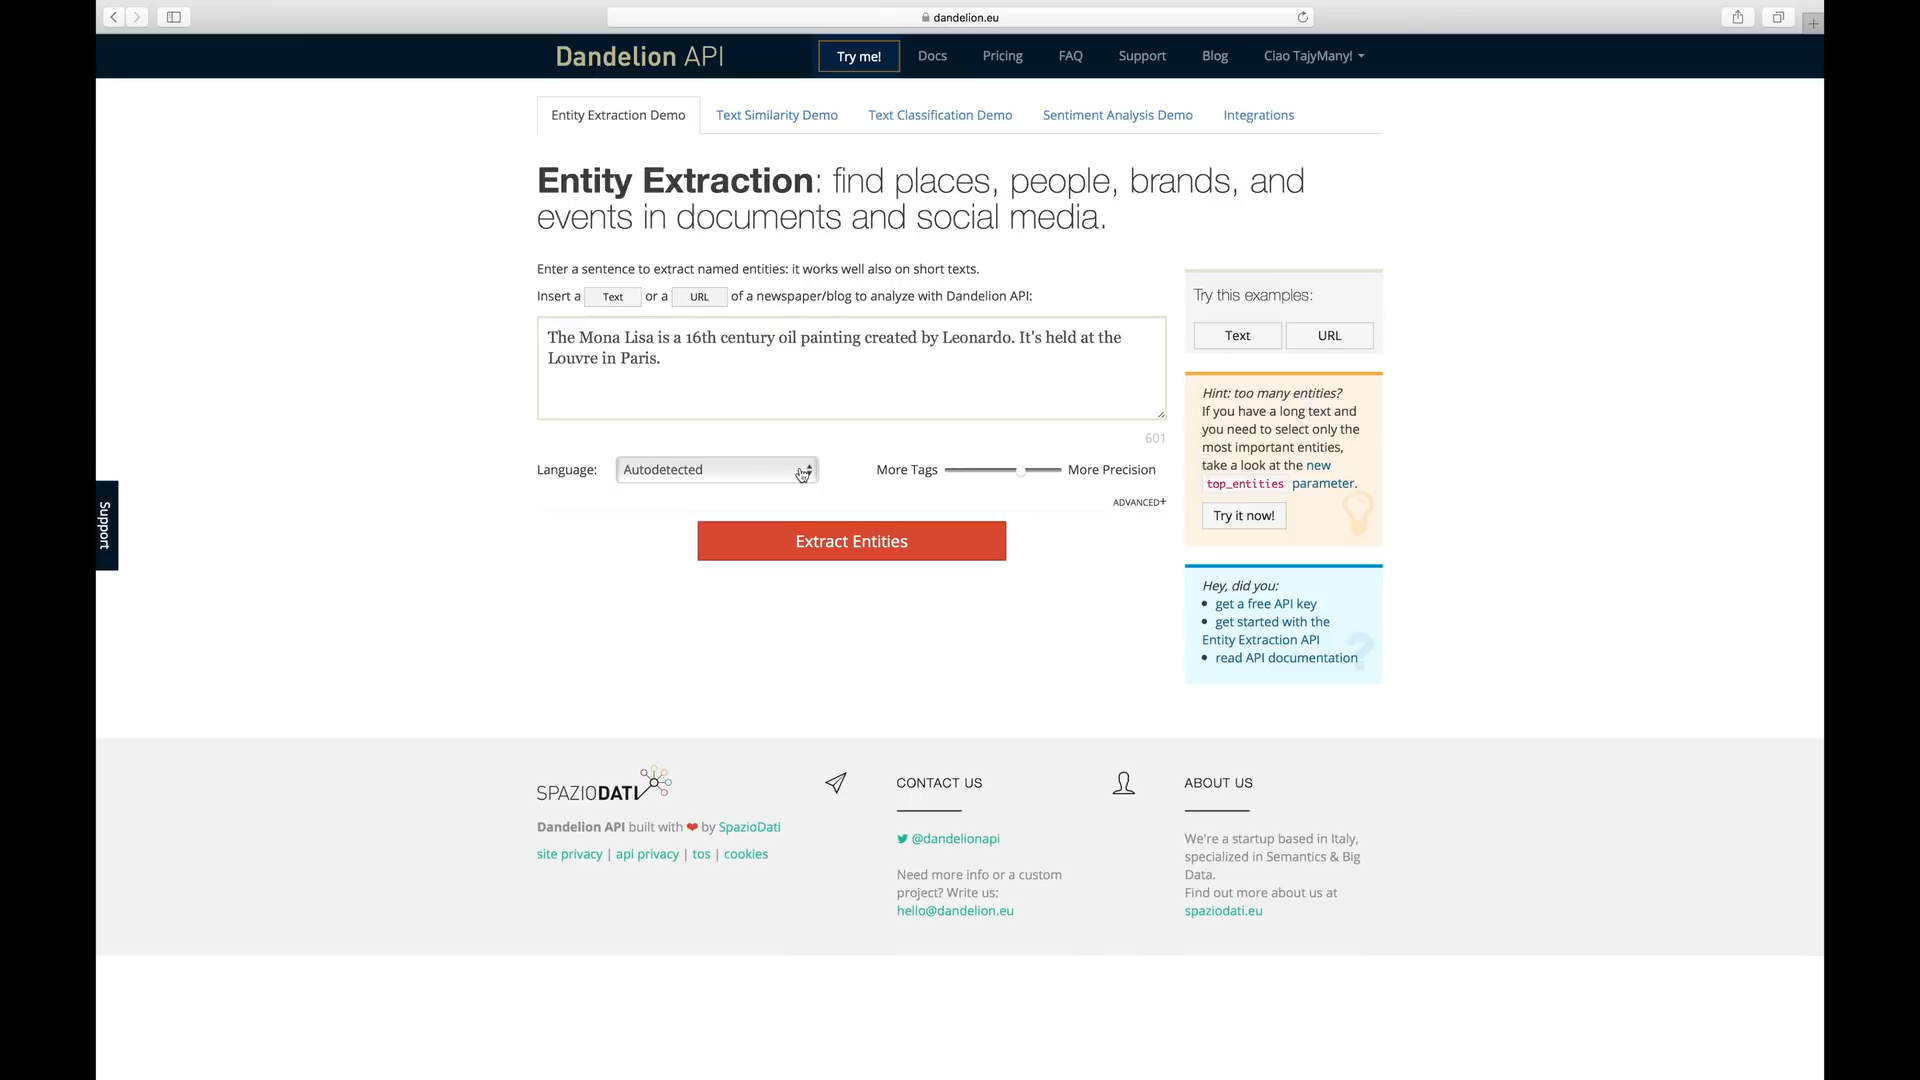 dandelion.eu
Dandelion API
Try me!
Docs
Pricing
FAQ
Support
Blog
Ciao TajyMany!
Entity Extraction Demo
Text Similarity Demo
Text Classification Demo
Sentiment Analysis Demo
Integrations
Entity Extraction: find places, people, brands, and
events in documents and social media.
Enter a sentence to extract named entities: it works well also on short texts.
Insert a Text or a URL of a newspaper/blog to analyze with Dandelion API:
The Mona Lisa is a 16th century oil painting created by Leonardo. It's held at the
Louvre in Paris.
601
Language: Autodetected
More Tags
More Precision
ADVANCED+
Extract Entities
Try this examples:
Text
URL
Hint: too many entities?
If you have a long text and
you need to select only the
most important entities,
take a look at the new
top_entities parameter.
Try it now!
Hey, did you:
• get a free API key
• get started with the
Entity Extraction API
• read API documentation
?
Support
SPAZIODATI
Dandelion API built with ❤ by SpazioDati
site privacy | api privacy | tos | cookies
CONTACT US
@dandelionapi
Need more info or a custom
project? Write us:
hello@dandelion.eu
ABOUT US
We're a startup based in Italy,
specialized in Semantics & Big
Data.
Find out more about us at
spaziodati.eu